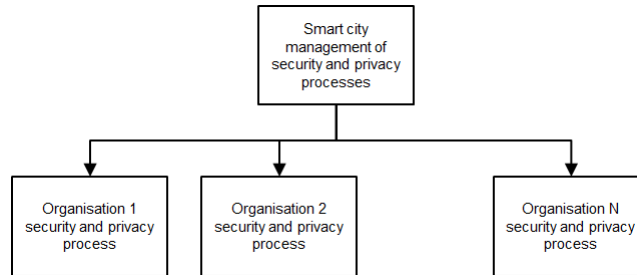 Smart city
management of
security and privacy
processes
Organisation 1
security and privacy
process
Organisation 2
security and privacy
process
Organisation N
security and privacy
process